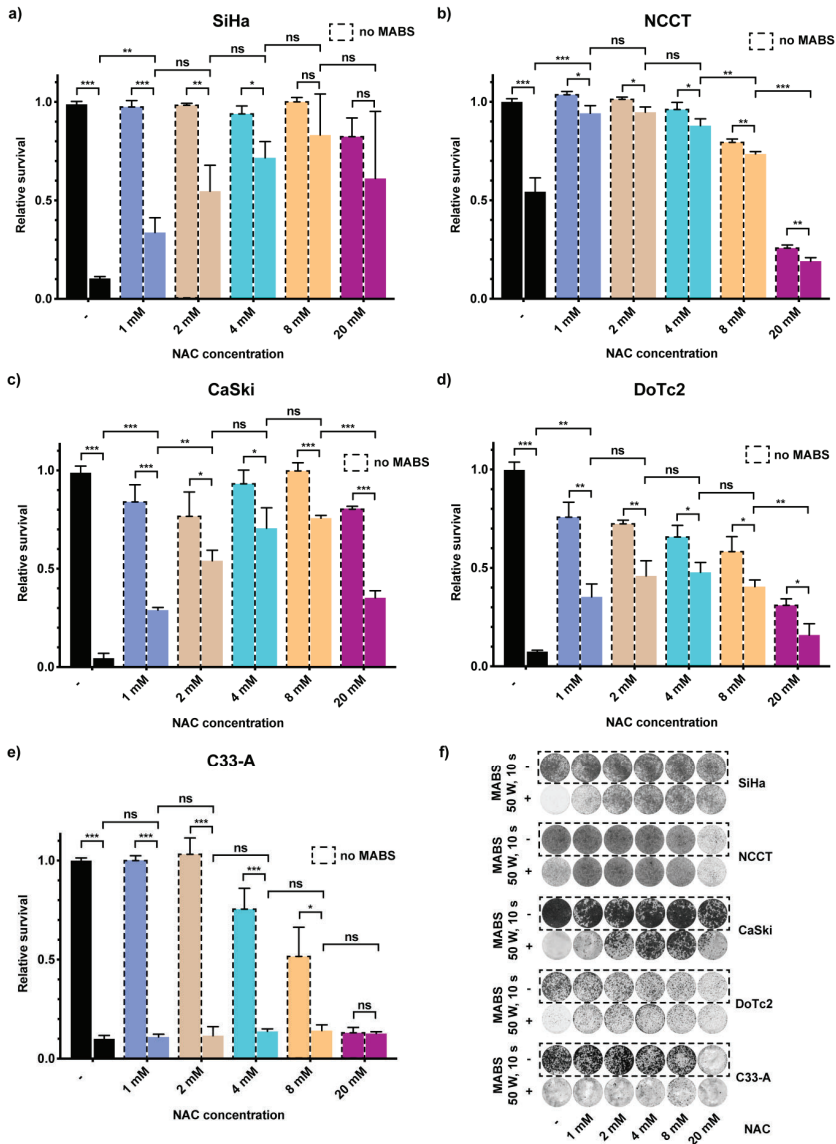 a)
SiHa
no MABS
ns
ns
ns
ns
**
***
***
**
*
ns
ns
Relative survival
1.0
0.5
0.0
-
1 mM
2 mM
4 mM
8 mM
20 mM
NAC concentration
b)
NCCT
no MABS
ns
ns
***
**
***
***
*
*
*
**
**
Relative survival
1.0
0.5
0.0
-
1 mM
2 mM
4 mM
8 mM
20 mM
NAC concentration
c)
CaSki
no MABS
ns
ns
***
***
**
***
***
*
*
***
***
Relative survival
1.0
0.5
0.0
-
1 mM
2 mM
4 mM
8 mM
20 mM
NAC concentration
d)
DoTc2
no MABS
**
ns
ns
ns
**
***
**
**
*
*
*
Relative survival
1.0
0.5
0.0
-
1 mM
2 mM
4 mM
8 mM
20 mM
NAC concentration
e)
C33-A
no MABS
ns
ns
ns
ns
ns
***
***
***
***
*
ns
Relative survival
1.0
0.5
0.0
-
1 mM
2 mM
4 mM
8 mM
20 mM
NAC concentration
f)
MABS
50 W, 10 s
-
+
SiHa
MABS
50 W, 10 s
-
+
NCCT
MABS
50 W, 10 s
-
+
CaSki
MABS
50 W, 10 s
-
+
DoTc2
MABS
50 W, 10 s
-
+
C33-A
-
1 mM
2 mM
4 mM
8 mM
20 mM
NAC